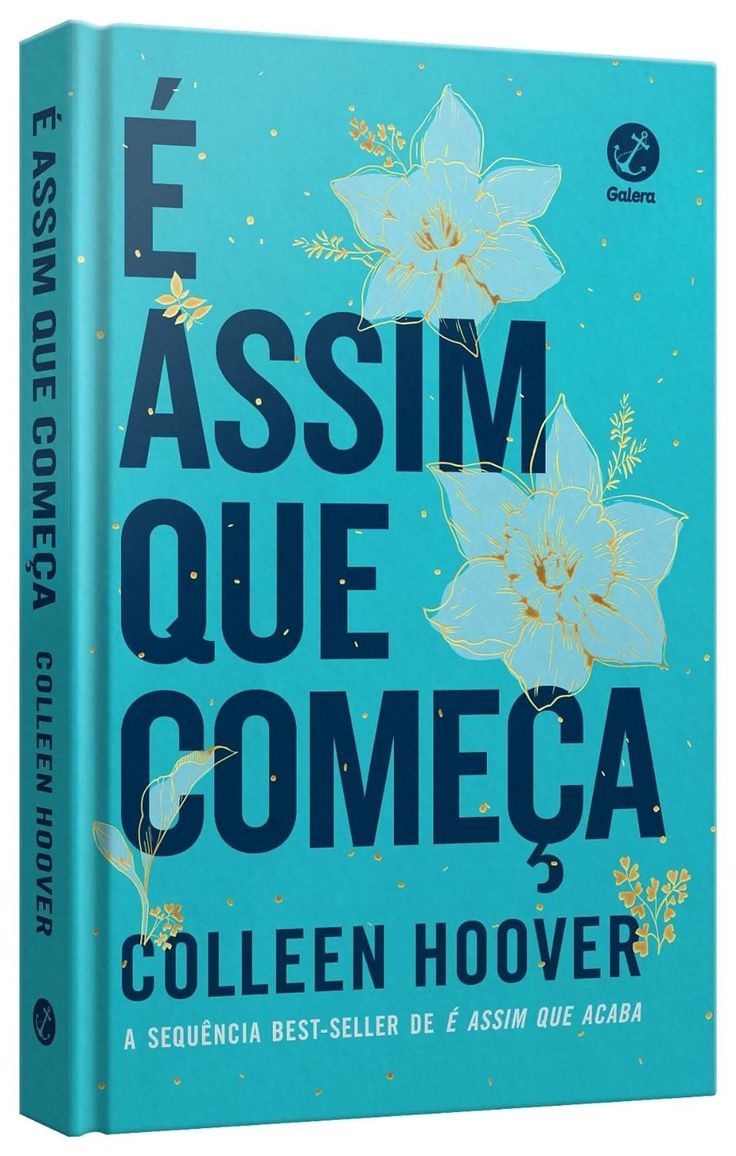 É ASSIM QUE COMEÇA COLLEEN HOOVER
Galera
É
ASSIM
QUE
COMEÇA
COLLEEN HOOVER
A SEQUÊNCIA BEST-SELLER DE É ASSIM QUE ACABA